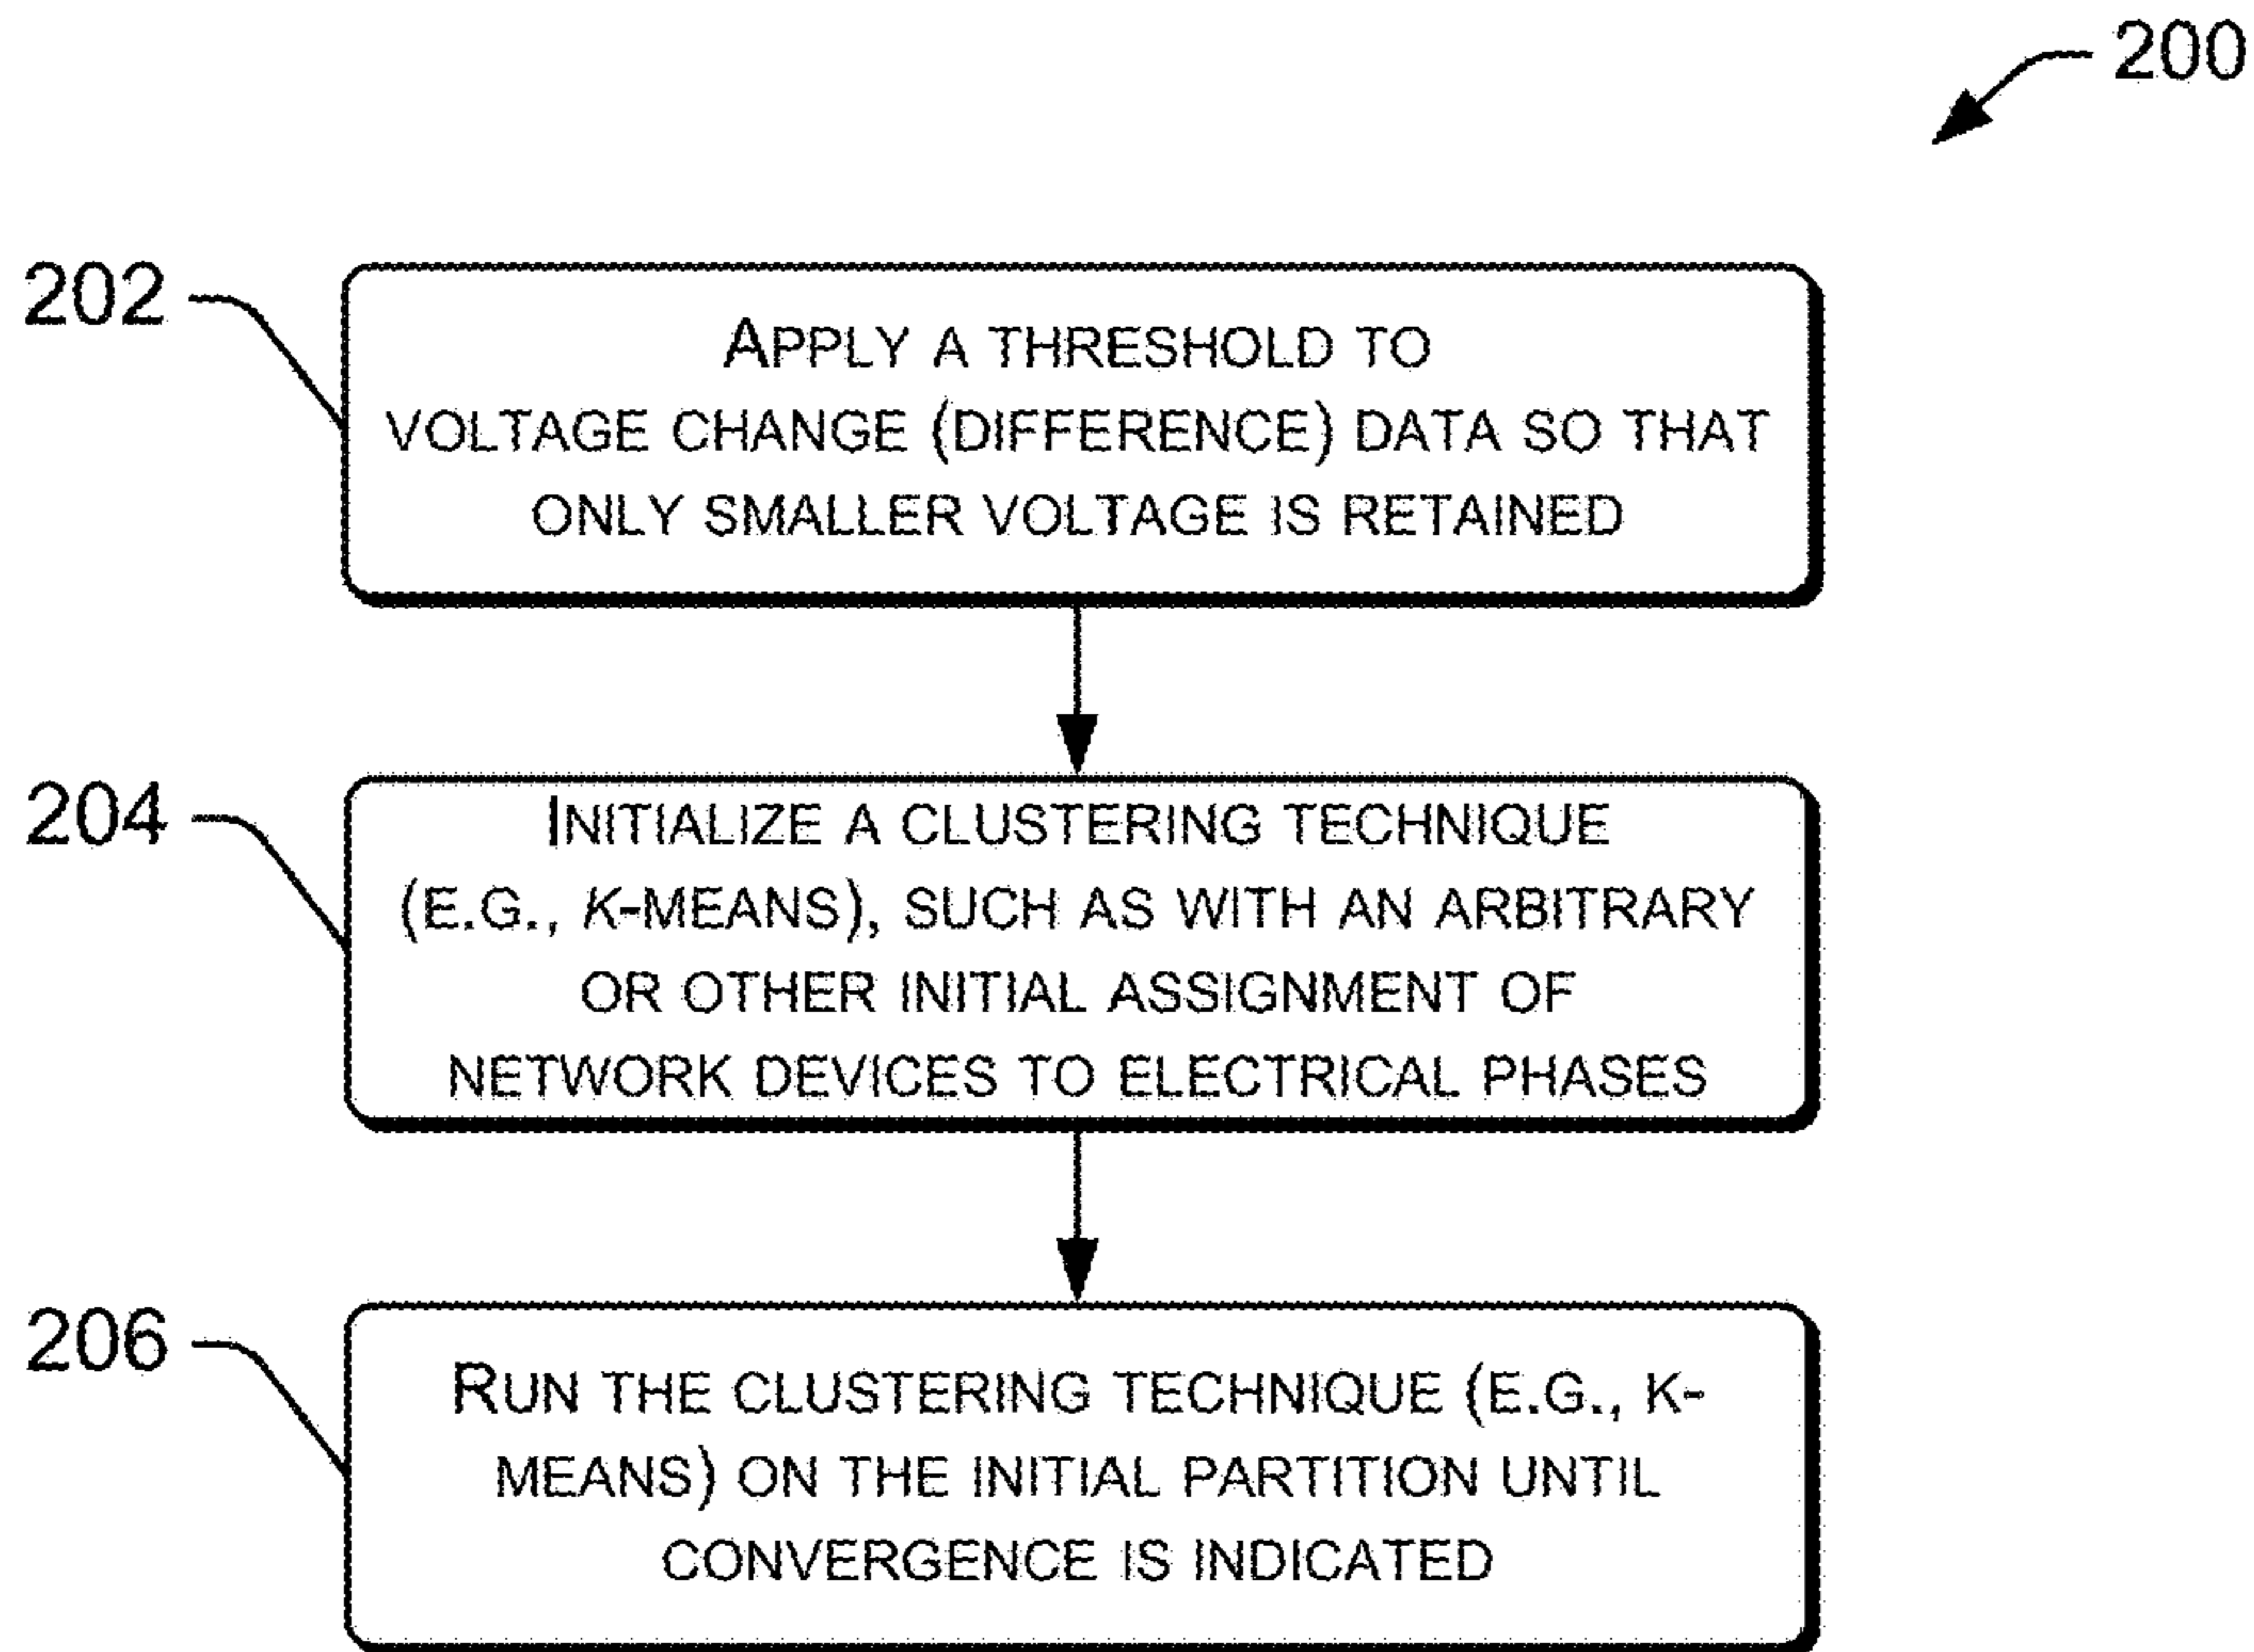 200
202
APPLY A THRESHOLD TO
VOLTAGE CHANGE (DIFFERENCE) DATA SO THAT
ONLY SMALLER VOLTAGE IS RETAINED
204
INITIALIZE A CLUSTERING TECHNIQUE
(E.G., K-MEANS), SUCH AS WITH AN ARBITRARY
OR OTHER INITIAL ASSIGNMENT OF
NETWORK DEVICES TO ELECTRICAL PHASES
206
RUN THE CLUSTERING TECHNIQUE (E.G., K-
MEANS) ON THE INITIAL PARTITION UNTIL
CONVERGENCE IS INDICATED